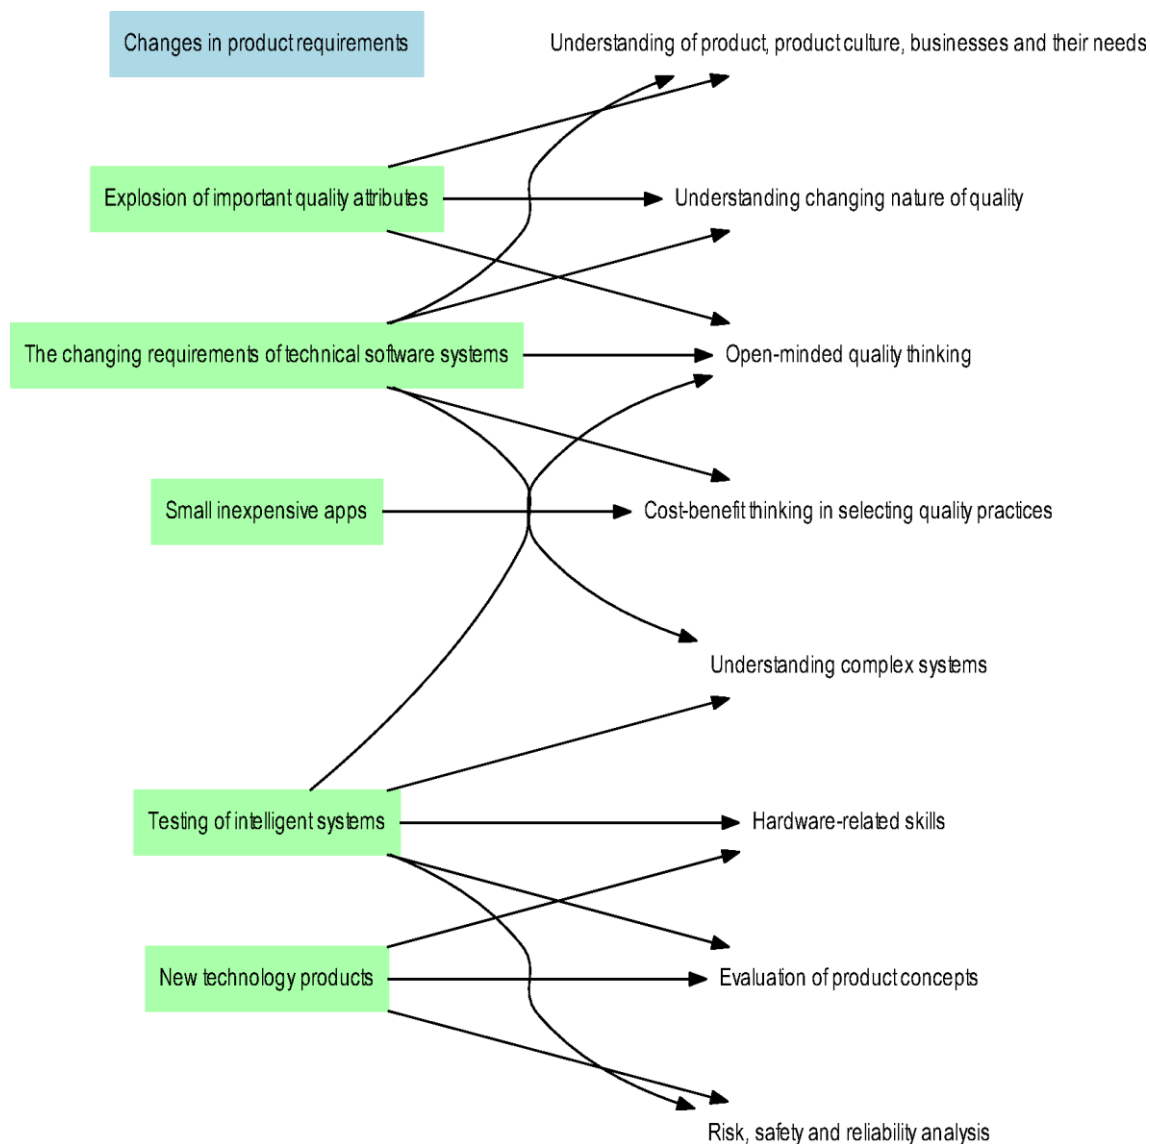 Changes in product requirements
Understanding of product, product culture, businesses and their needs
Explosion of important quality attributes
Understanding changing nature of quality
The changing requirements of technical software systems
Open-minded quality thinking
Small inexpensive apps
Cost-benefit thinking in selecting quality practices
Understanding complex systems
Testing of intelligent systems
Hardware-related skills
New technology products
Evaluation of product concepts
Risk, safety and reliability analysis